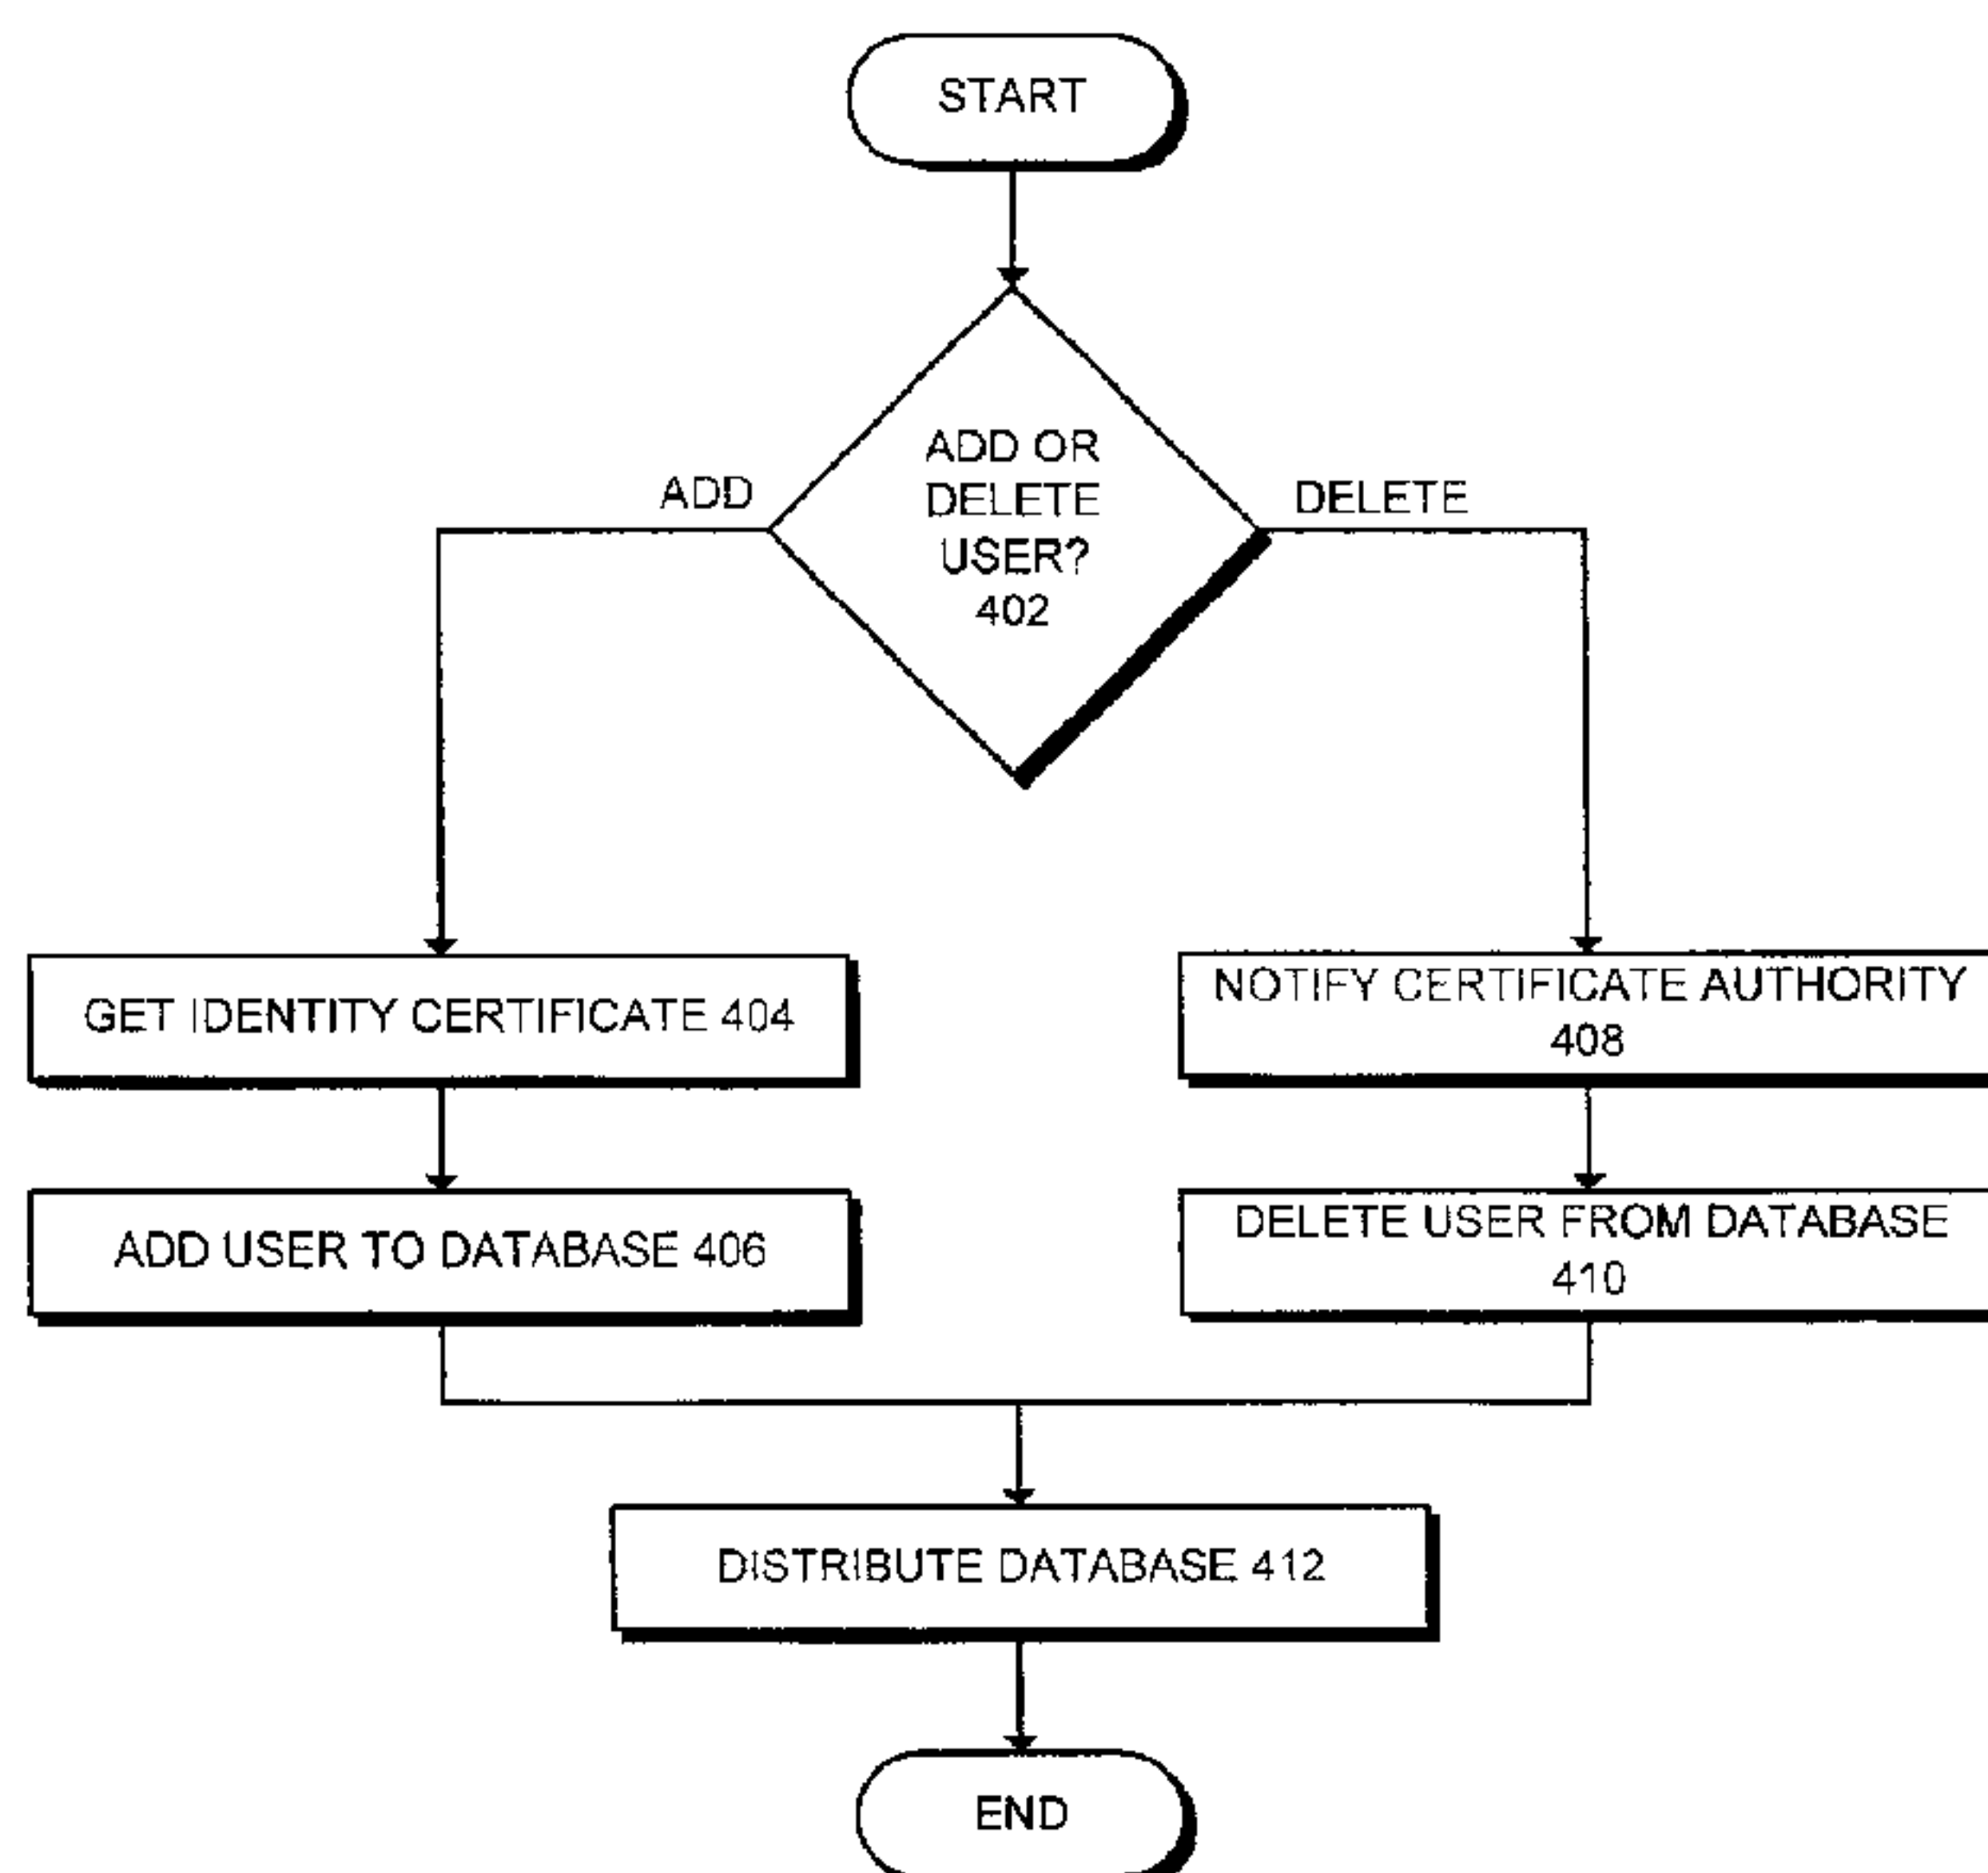 START
ADD OR
DELETE
USER?
402
ADD
DELETE
GET IDENTITY CERTIFICATE 404
NOTIFY CERTIFICATE AUTHORITY
408
ADD USER TO DATABASE 406
DELETE USER FROM DATABASE
410
DISTRIBUTE DATABASE 412
END